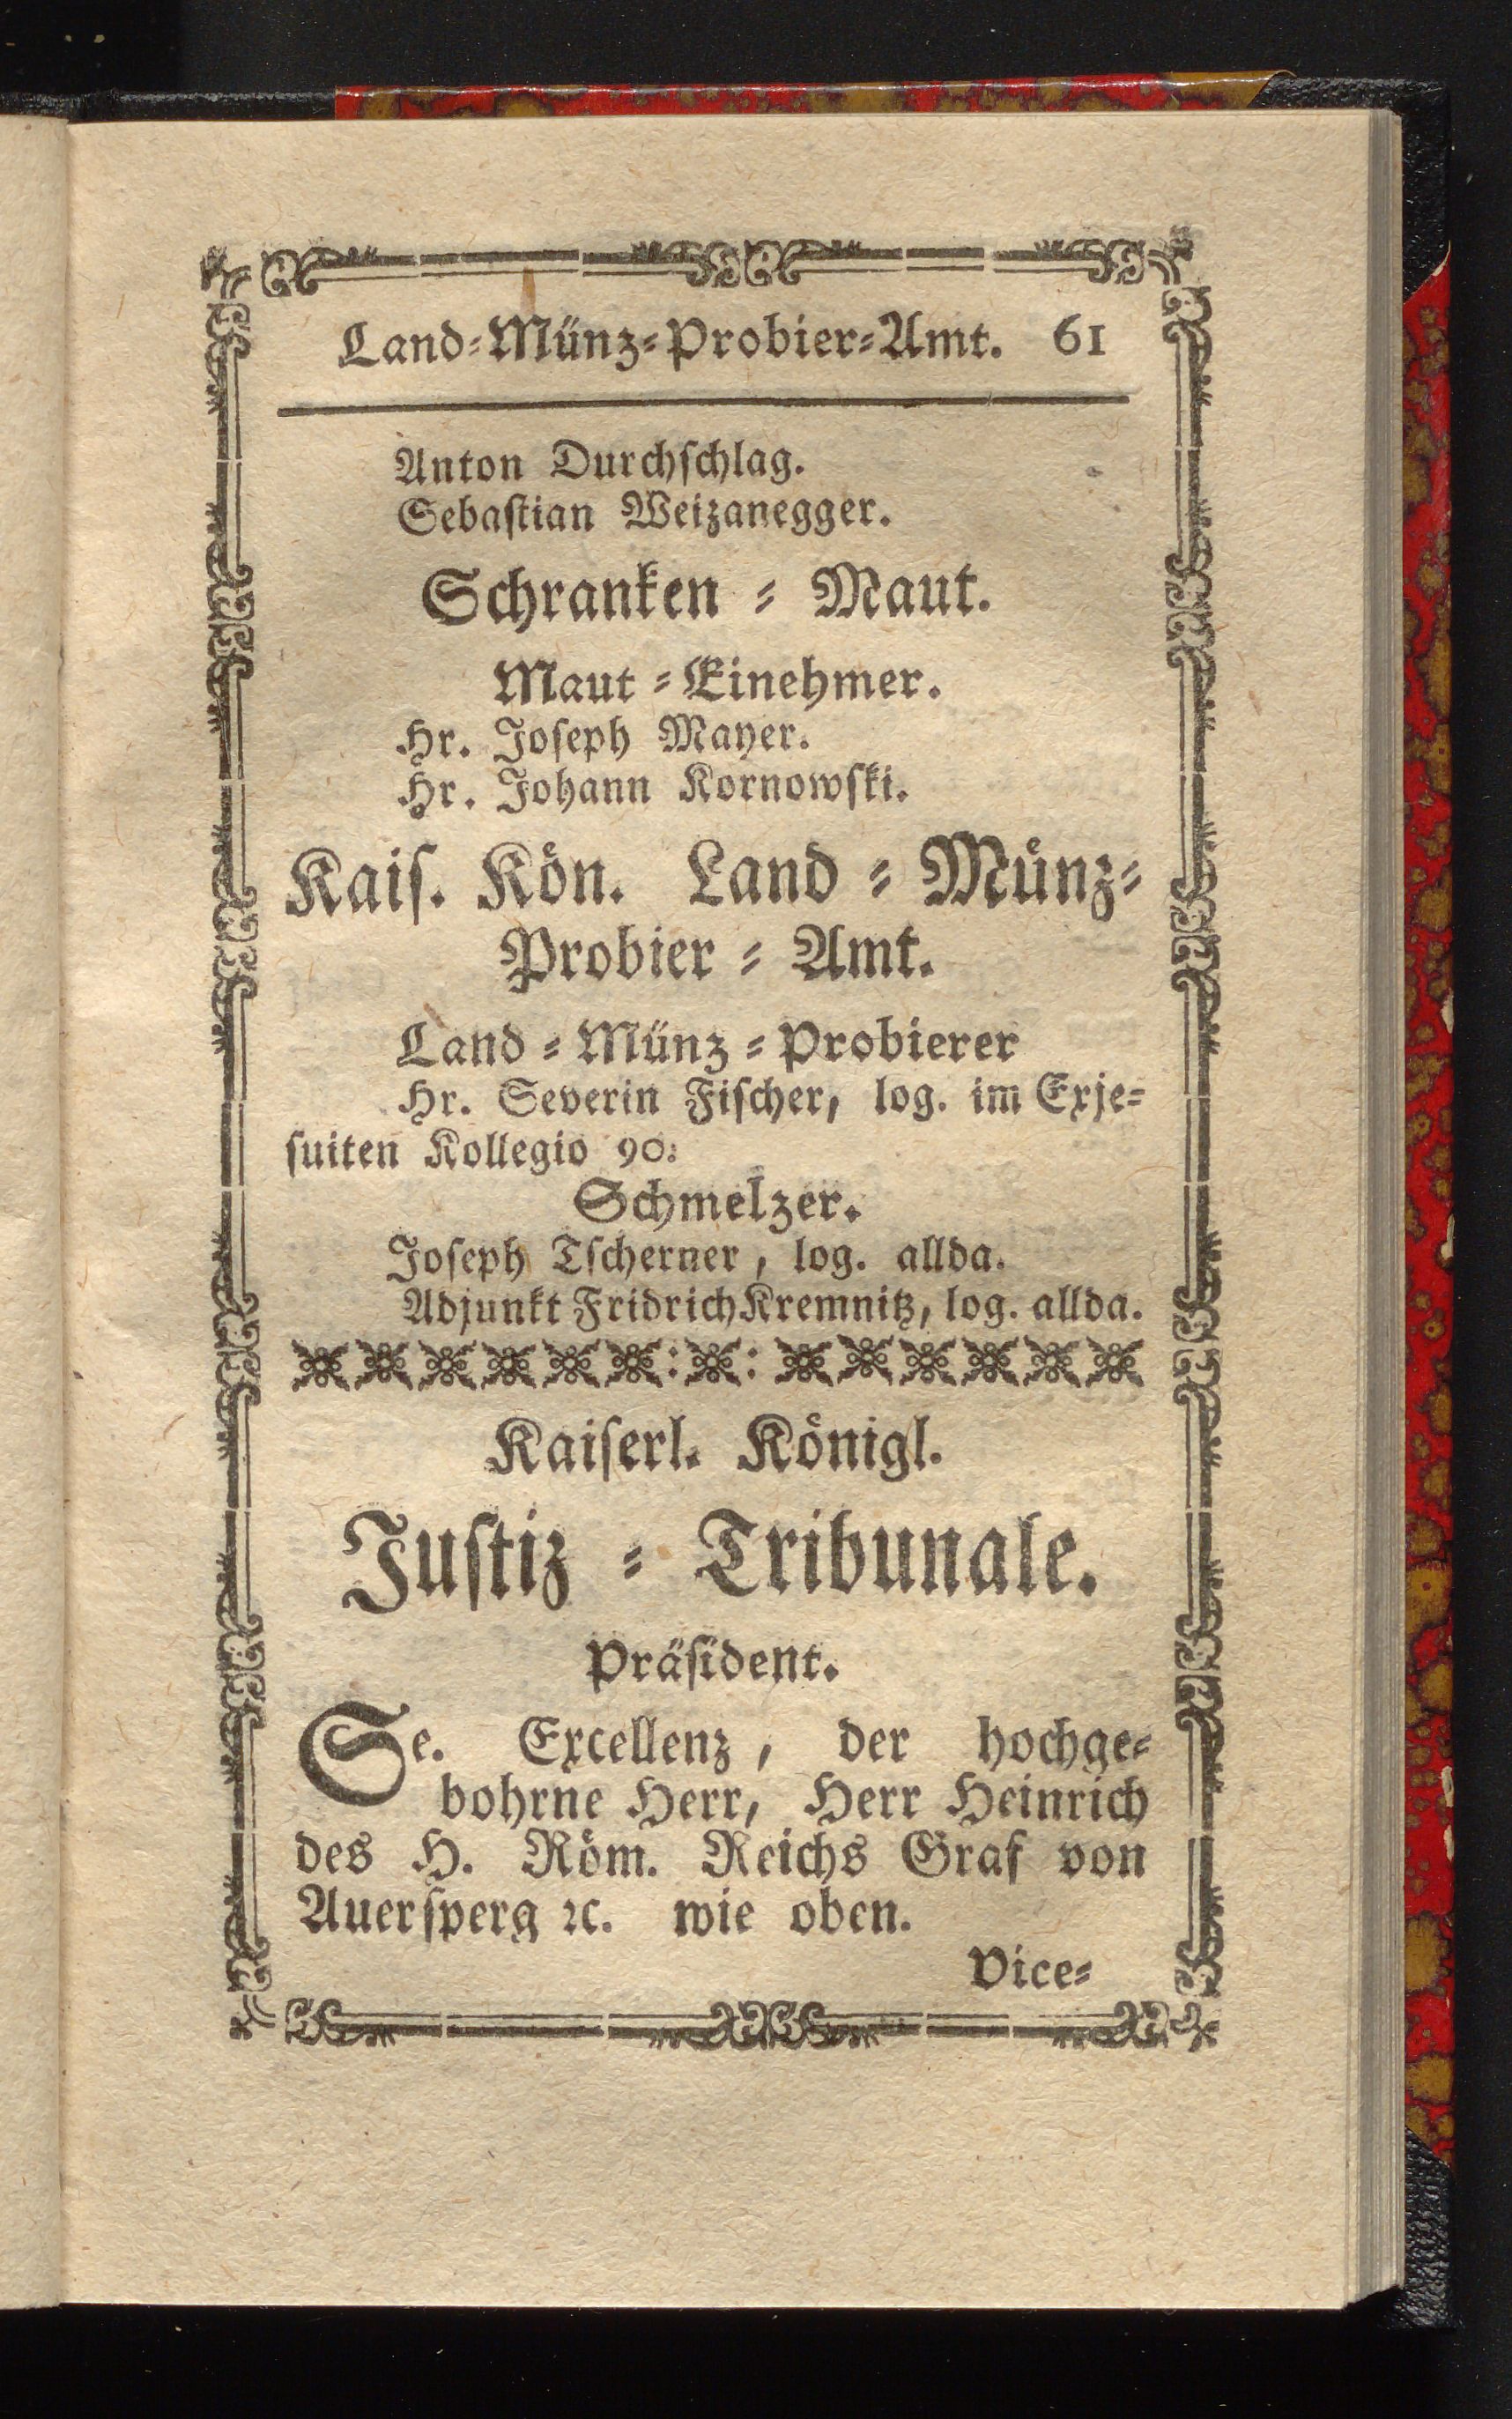 Land-Münz-Probier-Amt. 61
Anton Durchſchlag.
Sebaſtian Weizanegger.
Schranken - Maut.
Maut - Einehmer.
Hr. Joſeph Mayer.
Hr. Johann Kornowſki.
Kaiſ. Kön. Land - Münz-
Probier - Amt.
Land - Münz - Probierer
Hr. Severin Fiſcher, log. im Exje-
ſuiten Kollegio 90.
Schmelzer.
Joſeph Tſcherner, log. allda.
Adjunkt Fridrich Kremnitz, log. allda.
Kaiſerl. Königl.
Juſtiz - Tribunale.
Präſident.
Se. Excellenz, der hochge-
bohrne Herr, Herr Heinrich
des H. Röm. Reichs Graf von
Auerſperg ꝛc. wie oben.
Vice-